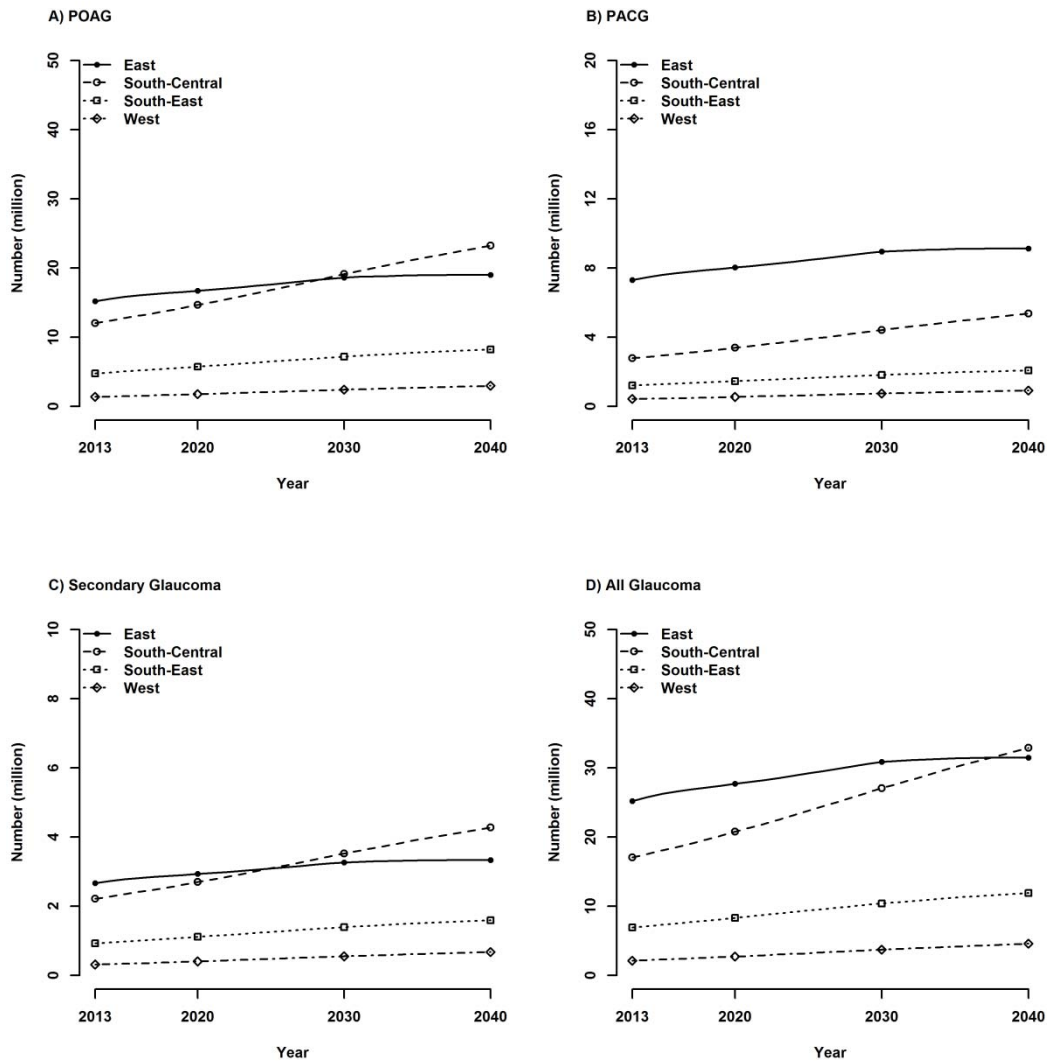 A) POAG
50
40
30
20
10
0
Number (million)
East
South-Central
South-East
West
2013 2020 2030 2040
Year
B) PACG
20
16
12
8
4
0
Number (million)
East
South-Central
South-East
West
2013 2020 2030 2040
Year
C) Secondary Glaucoma
10
8
6
4
2
0
Number (million)
East
South-Central
South-East
West
2013 2020 2030 2040
Year
D) All Glaucoma
50
40
30
20
10
0
Number (million)
East
South-Central
South-East
West
2013 2020 2030 2040
Year